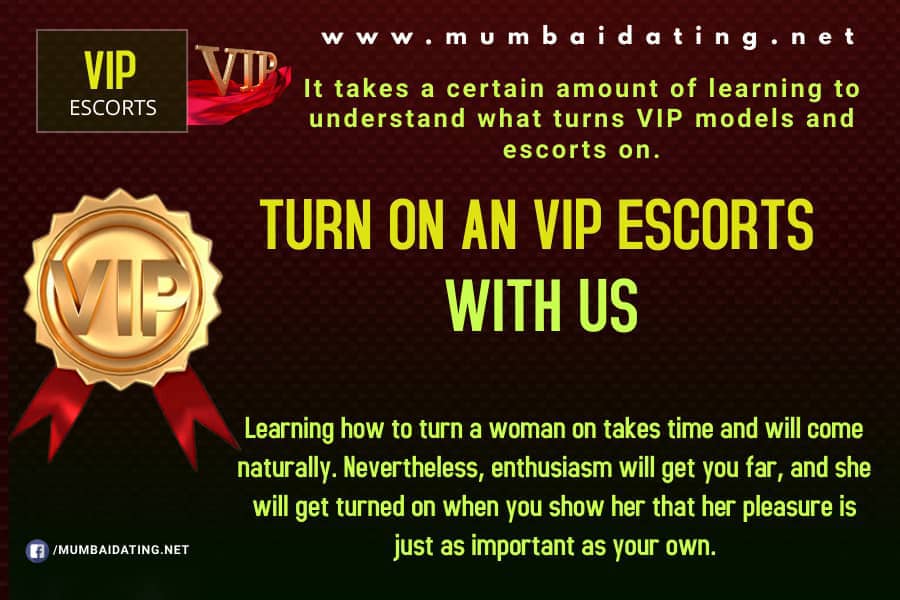 VIP
ESCORTS
VIP
www.mumbaidating.net
It takes a certain amount of learning to
understand what turns VIP models and
escorts on.
TURN ON AN VIP ESCORTS
WITH US
VIP
Learning how to turn a woman on takes time and will come
naturally. Nevertheless, enthusiasm will get you far, and she
will get turned on when you show her that her pleasure is
just as important as your own.
/MUMBAIDATING.NET